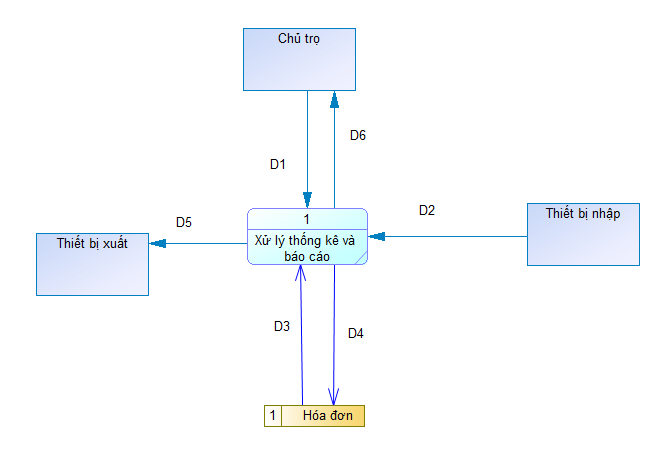 Chủ trọ
D6
D1
D2
1
Xử lý thống kê và
báo cáo
Thiết bị nhập
D5
Thiết bị xuất
D3
D4
1
Hóa đơn